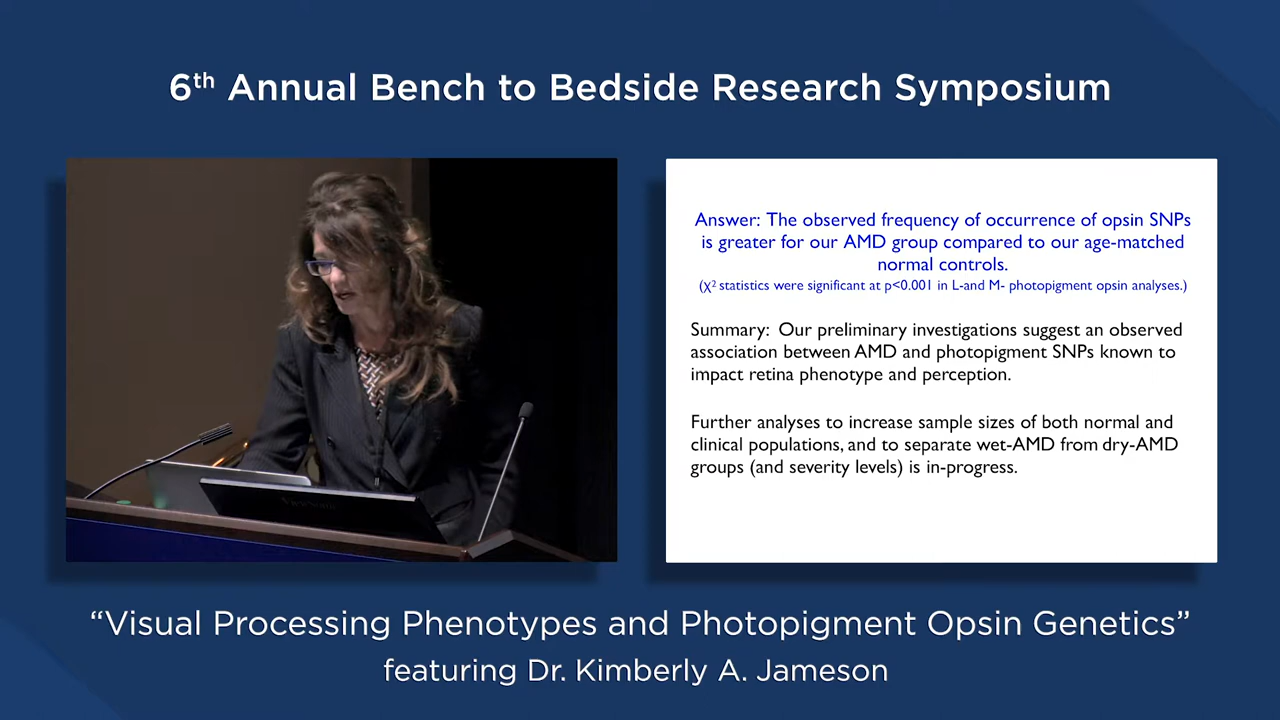 6th Annual Bench to Bedside Research Symposium
Answer: The observed frequency of occurrence of opsin SNPs
is greater for our AMD group compared to our age-matched
normal controls.
(χ² statistics were significant at p<0.001 in L-and M- photopigment opsin analyses.)
Summary: Our preliminary investigations suggest an observed
association between AMD and photopigment SNPs known to
impact retina phenotype and perception.
Further analyses to increase sample sizes of both normal and
clinical populations, and to separate wet-AMD from dry-AMD
groups (and severity levels) is in-progress.
“Visual Processing Phenotypes and Photopigment Opsin Genetics”
featuring Dr. Kimberly A. Jameson